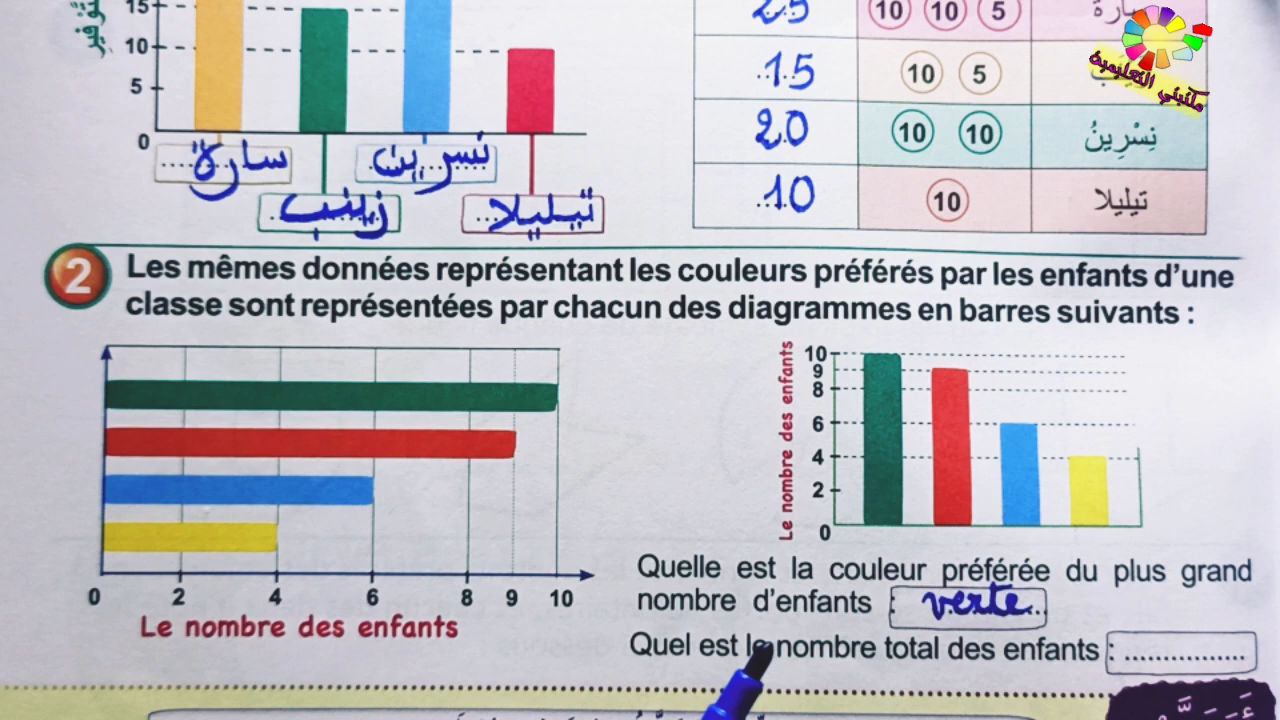 التوفير
15
10
5
0
سارة
نسرين
زينب
تيليلا
25 10 10 5 سارة
15 10 5
20 10 10 نِسْرِينُ
10 10 تيليلا
مكتبتي التعليمية
2 Les mêmes données représentant les couleurs préférés par les enfants d'une
classe sont représentées par chacun des diagrammes en barres suivants :
0 2 4 6 8 9 10
Le nombre des enfants
Le nombre des enfants
10
9
8
6
4
2
0
Quelle est la couleur préférée du plus grand
nombre d'enfants : verte
Quel est le nombre total des enfants : ................